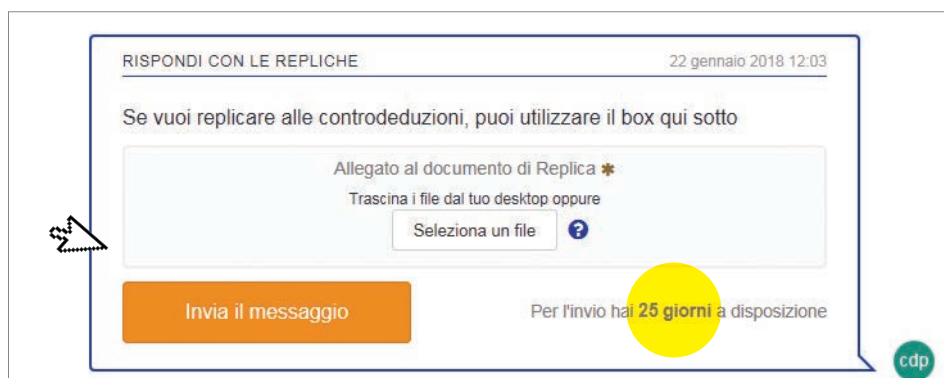 RISPONDI CON LE REPLICHE 22 gennaio 2018 12:03
Se vuoi replicare alle controdeduzioni, puoi utilizzare il box qui sotto
Allegato al documento di Replica *
Trascina i file dal tuo desktop oppure
Seleziona un file ?
Invia il messaggio Per l'invio hai 25 giorni a disposizione
cdp